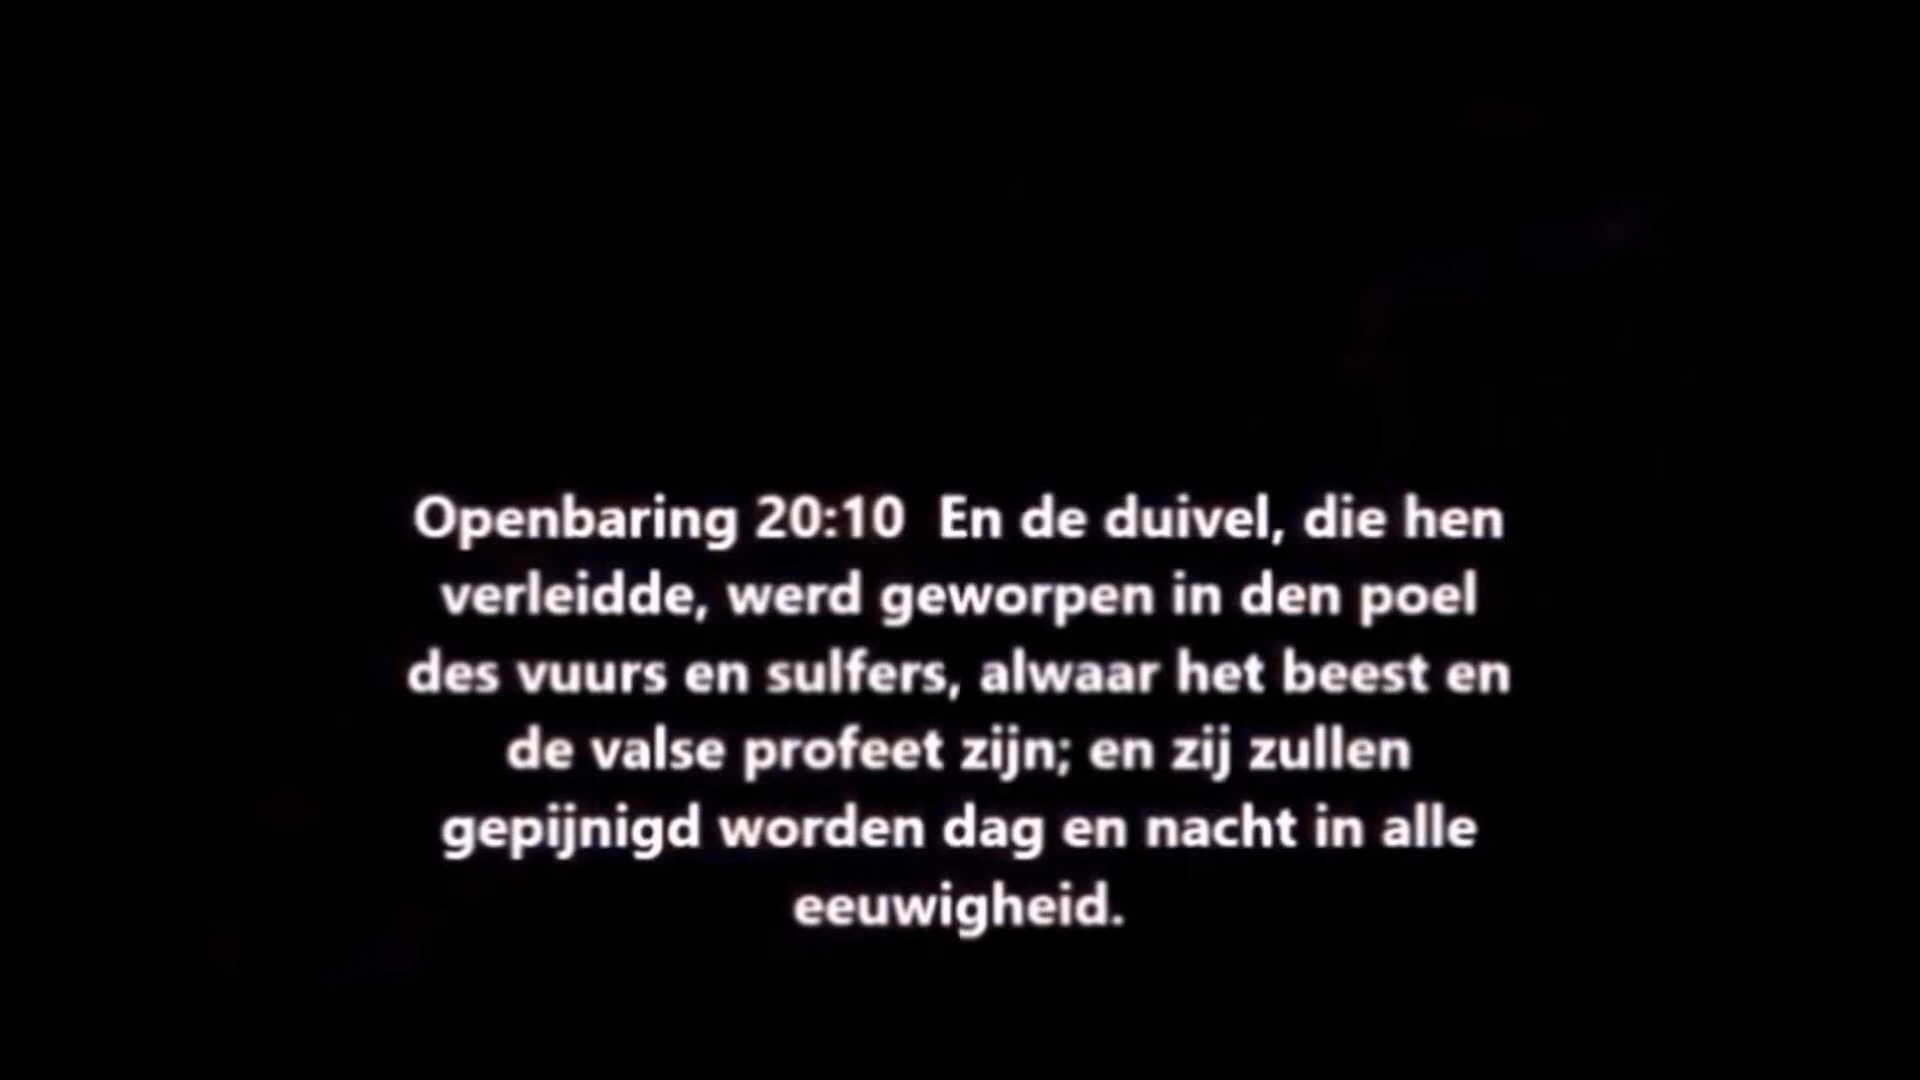 Openbaring 20:10  En de duivel, die hen
verleidde, werd geworpen in den poel
des vuurs en sulfers, alwaar het beest en
de valse profeet zijn; en zij zullen
gepijnigd worden dag en nacht in alle
eeuwigheid.